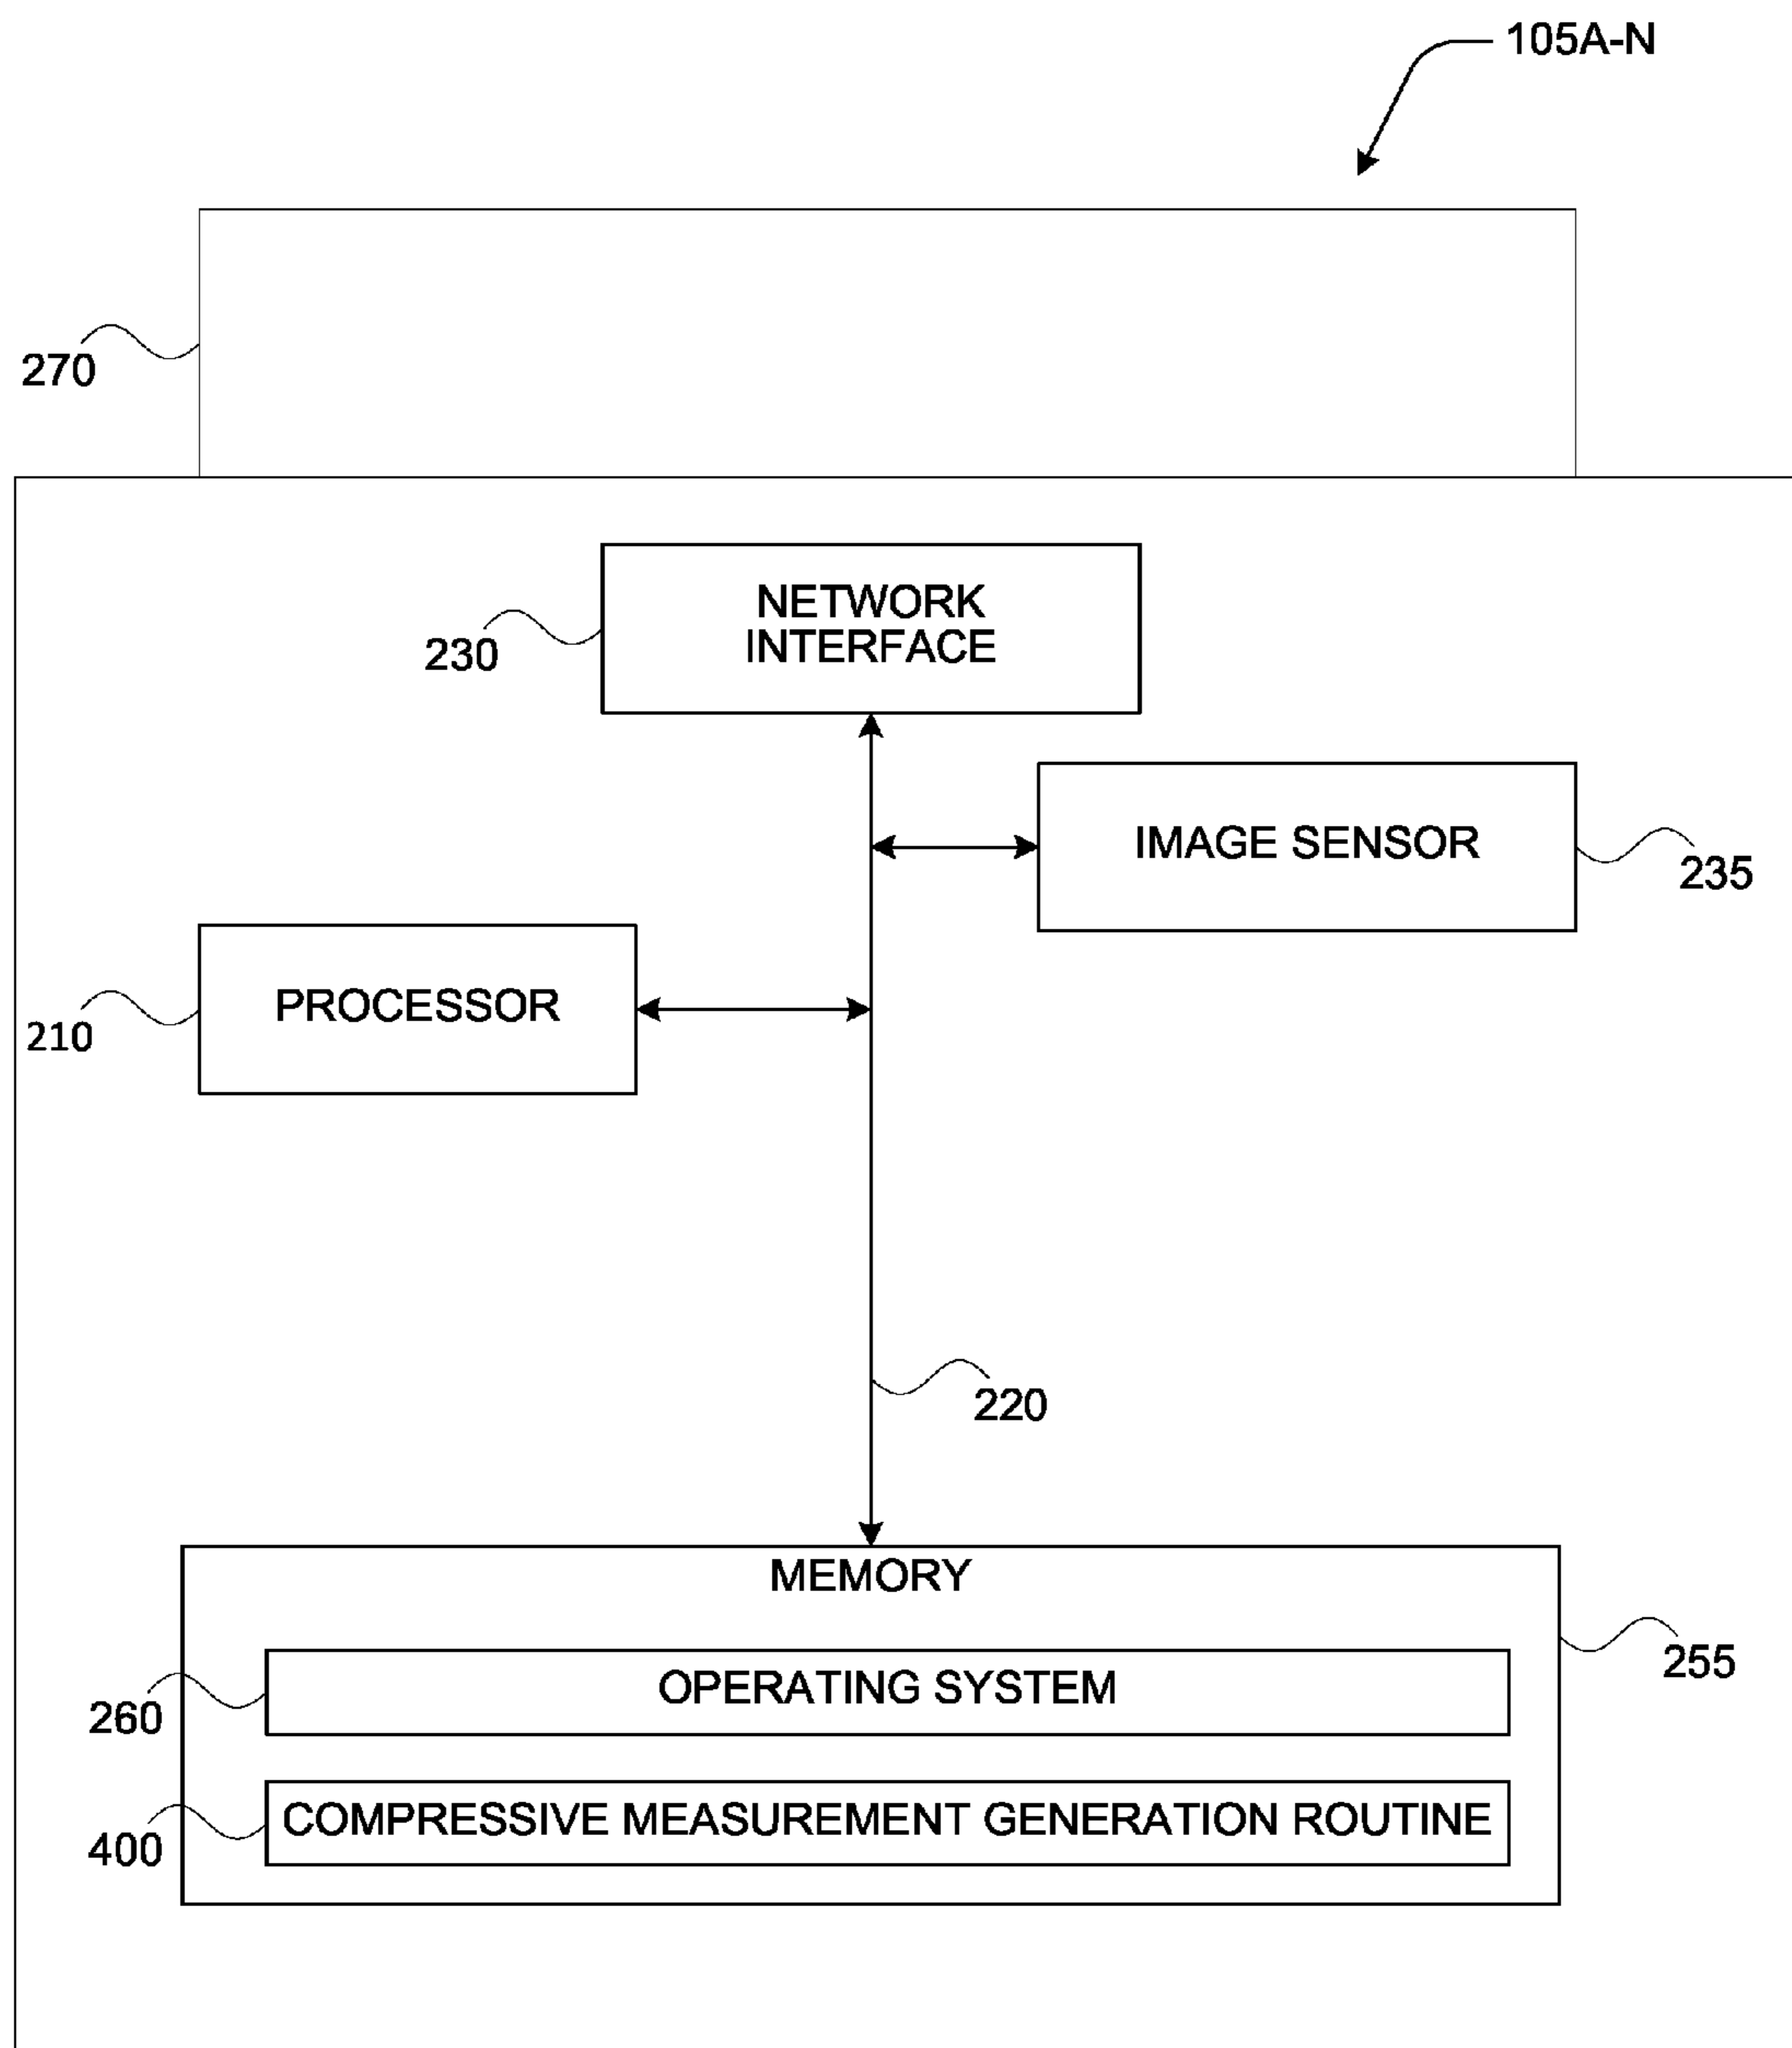 105A-N
270
NETWORK
INTERFACE
230
IMAGE SENSOR
235
PROCESSOR
210
220
MEMORY
255
OPERATING SYSTEM
260
COMPRESSIVE MEASUREMENT GENERATION ROUTINE
400